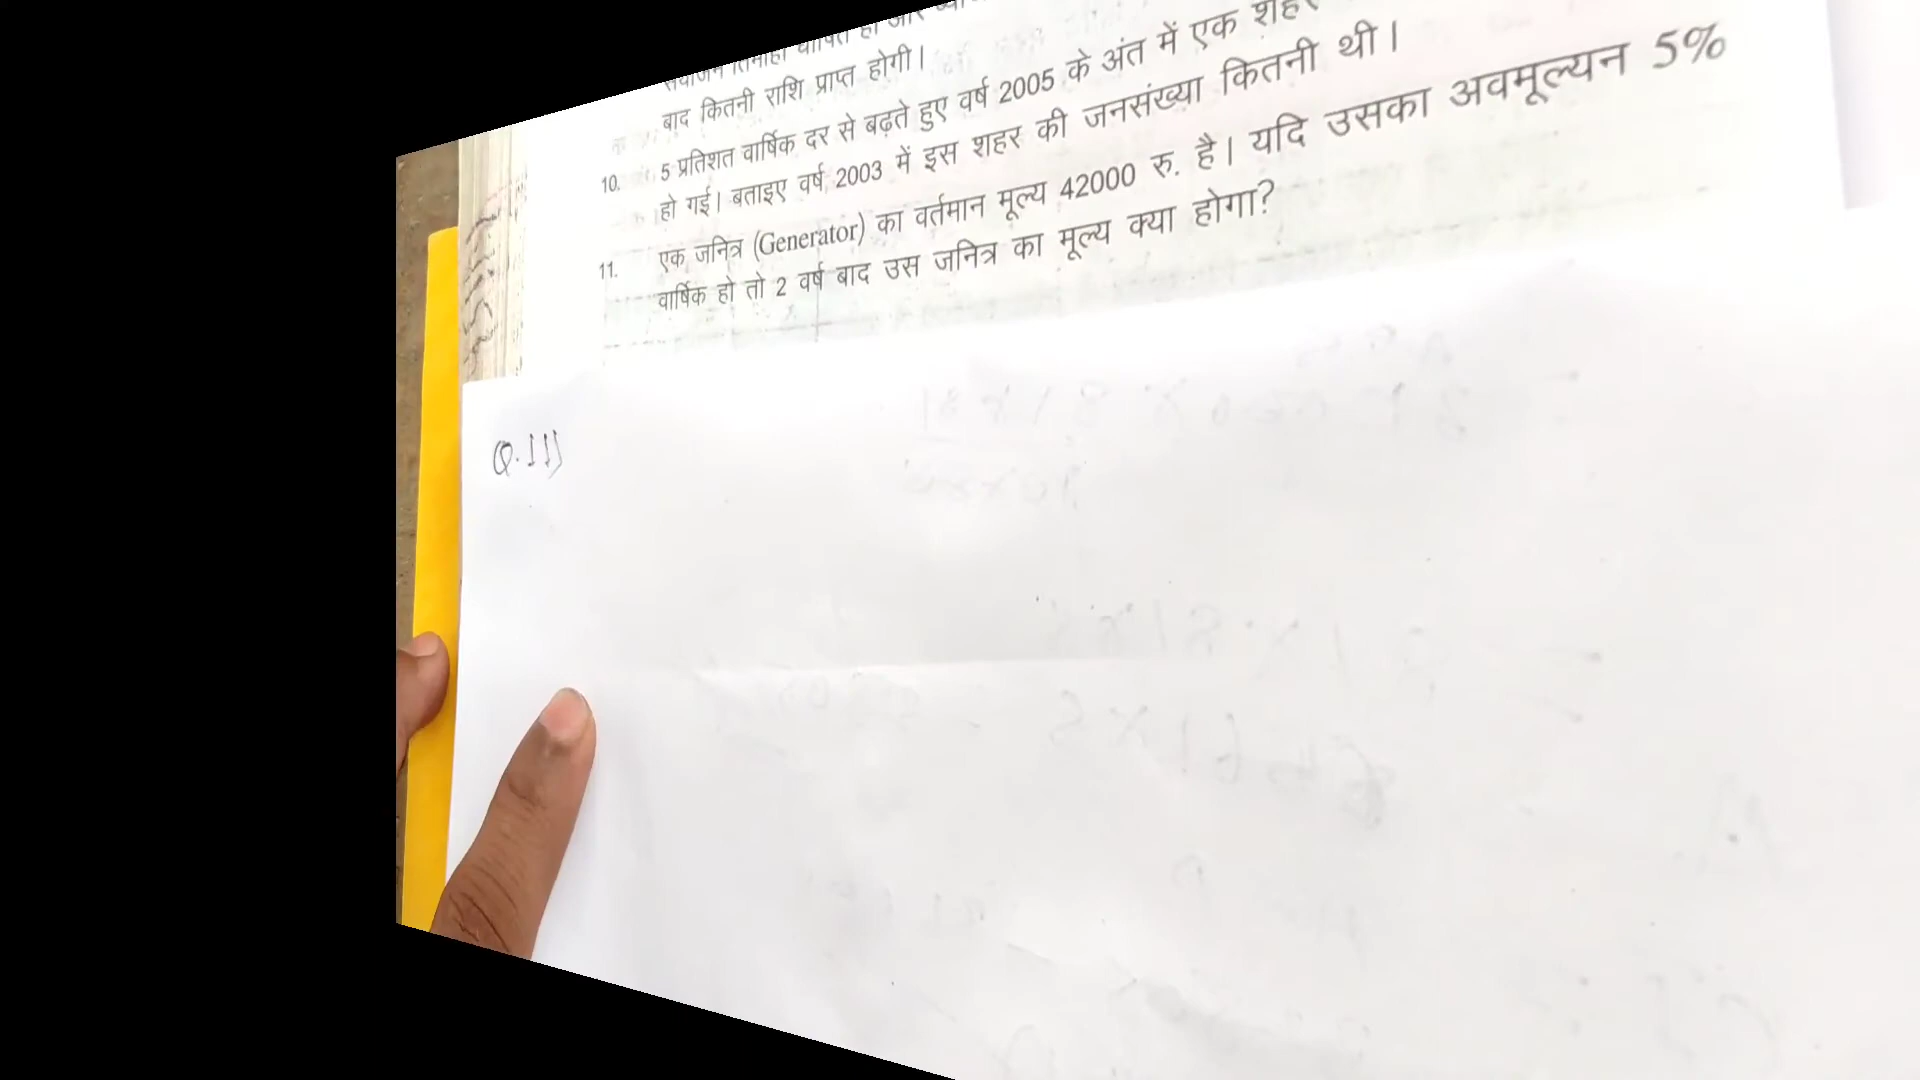 बाद कितनी राशि प्राप्त होगी।
10. 5 प्रतिशत वार्षिक दर से बढ़ते हुए वर्ष 2005 के अंत में एक शहर
हो गई। बताइए वर्ष 2003 में इस शहर की जनसंख्या कितनी थी।
11. एक जनित्र (Generator) का वर्तमान मूल्य 42000 रु. है। यदि उसका अवमूल्यन 5%
वार्षिक हो तो 2 वर्ष बाद उस जनित्र का मूल्य क्या होगा?
Q.11)